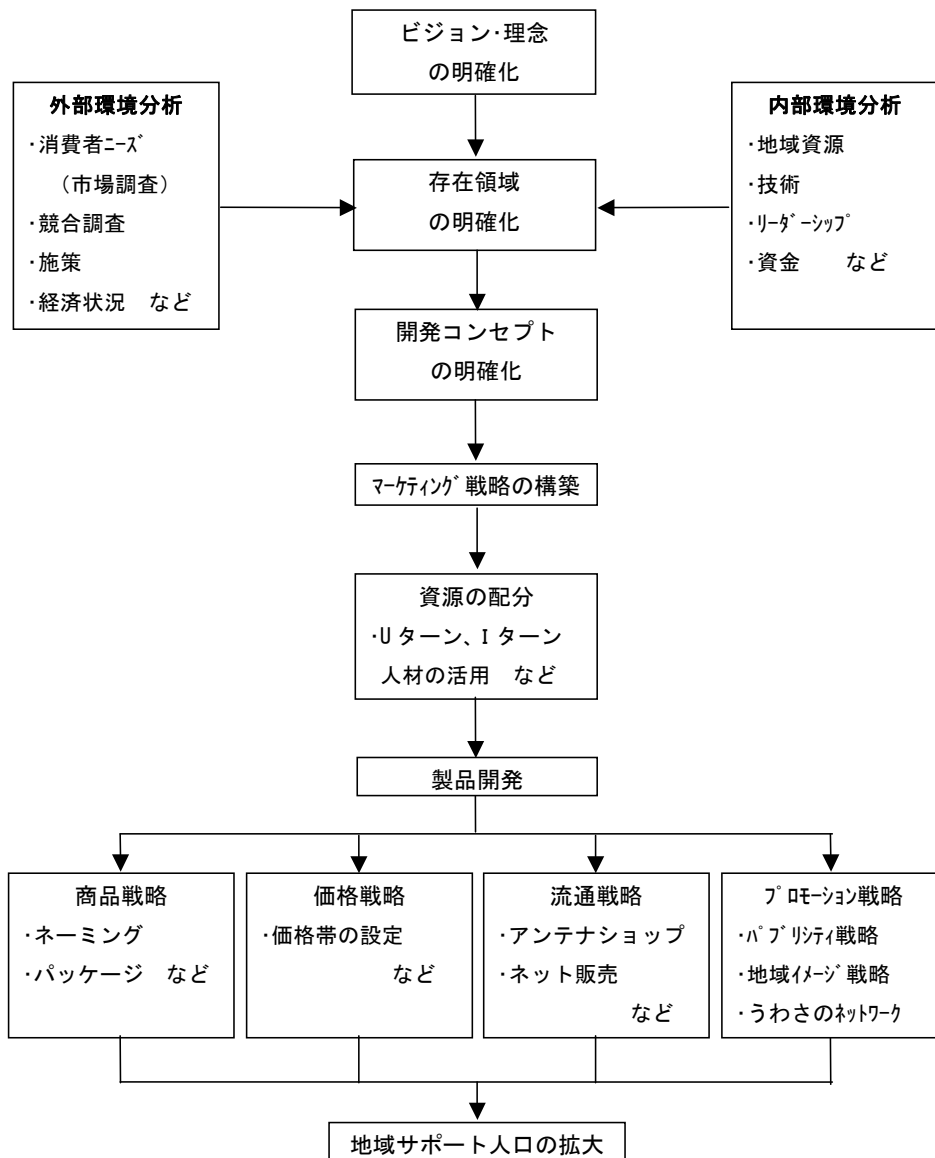 ビジョン･理念
の明確化
外部環境分析
･消費者ﾆｰｽﾞ
（市場調査）
･競合調査
･施策
･経済状況　など
内部環境分析
･地域資源
･技術
･ﾘｰﾀﾞｰｼｯﾌﾟ
･資金　　など
存在領域
の明確化
開発コンセプト
の明確化
ﾏｰｹﾃｨﾝｸﾞ戦略の構築
資源の配分
･U ターン、I ターン
人材の活用　など
製品開発
商品戦略
･ネーミング
･パッケージ　など
価格戦略
･価格帯の設定
など
流通戦略
･アンテナショップ
･ネット販売
など
ﾌﾟﾛﾓｰｼｮﾝ戦略
･ﾊﾟﾌﾞﾘｼﾃｨ戦略
･地域ｲﾒｰｼﾞ戦略
･うわさのﾈｯﾄﾜｰｸ
地域サポート人口の拡大